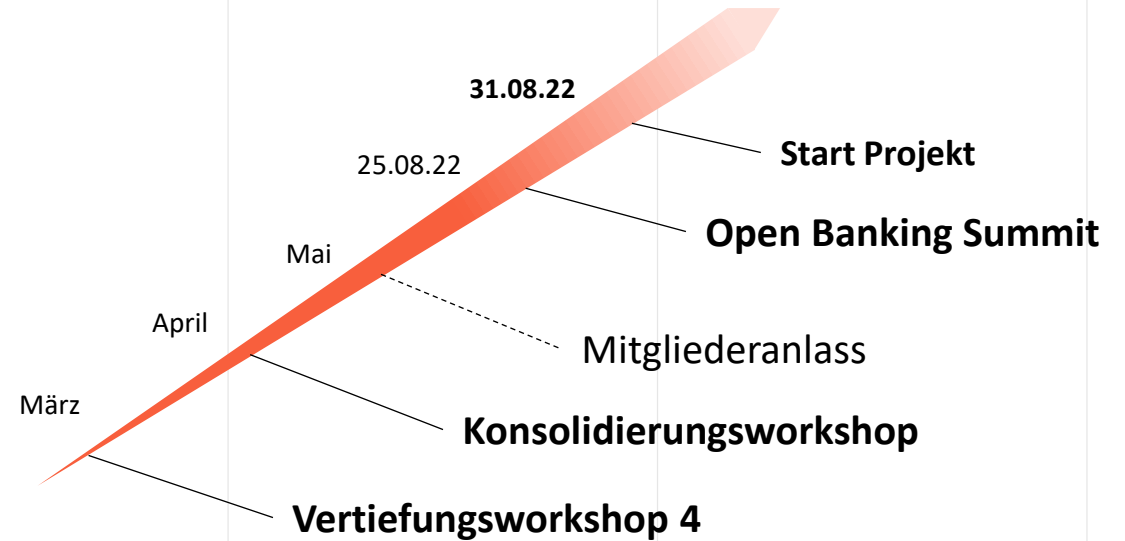 31.08.22
Start Projekt
25.08.22
Open Banking Summit
Mai
April
Mitgliederanlass
März
Konsolidierungsworkshop
Vertiefungsworkshop 4